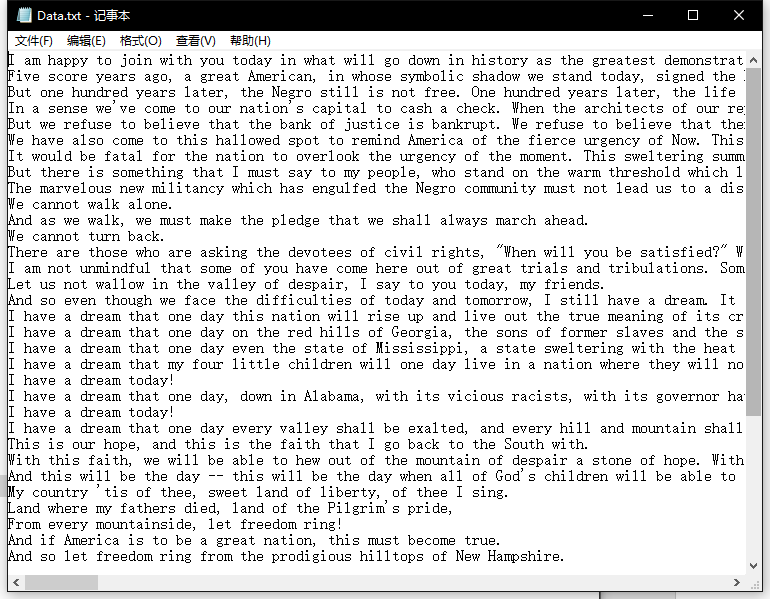 Data.txt - 记事本
文件(F) 编辑(E) 格式(O) 查看(V) 帮助(H)
I am happy to join with you today in what will go down in history as the greatest demonstrat
Five score years ago, a great American, in whose symbolic shadow we stand today, signed the
But one hundred years later, the Negro still is not free. One hundred years later, the life
In a sense we've come to our nation's capital to cash a check. When the architects of our re
But we refuse to believe that the bank of justice is bankrupt. We refuse to believe that the
We have also come to this hallowed spot to remind America of the fierce urgency of Now. This
It would be fatal for the nation to overlook the urgency of the moment. This sweltering summ
But there is something that I must say to my people, who stand on the warm threshold which l
The marvelous new militancy which has engulfed the Negro community must not lead us to a dis
We cannot walk alone.
And as we walk, we must make the pledge that we shall always march ahead.
We cannot turn back.
There are those who are asking the devotees of civil rights, "When will you be satisfied?" W
I am not unmindful that some of you have come here out of great trials and tribulations. Som
Let us not wallow in the valley of despair, I say to you today, my friends.
And so even though we face the difficulties of today and tomorrow, I still have a dream. It
I have a dream that one day this nation will rise up and live out the true meaning of its cr
I have a dream that one day on the red hills of Georgia, the sons of former slaves and the s
I have a dream that one day even the state of Mississippi, a state sweltering with the heat
I have a dream that my four little children will one day live in a nation where they will no
I have a dream today!
I have a dream that one day, down in Alabama, with its vicious racists, with its governor ha
I have a dream today!
I have a dream that one day every valley shall be exalted, and every hill and mountain shall
This is our hope, and this is the faith that I go back to the South with.
With this faith, we will be able to hew out of the mountain of despair a stone of hope. With
And this will be the day -- this will be the day when all of God's children will be able to
My country 'tis of thee, sweet land of liberty, of thee I sing.
Land where my fathers died, land of the Pilgrim's pride,
From every mountainside, let freedom ring!
And if America is to be a great nation, this must become true.
And so let freedom ring from the prodigious hilltops of New Hampshire.